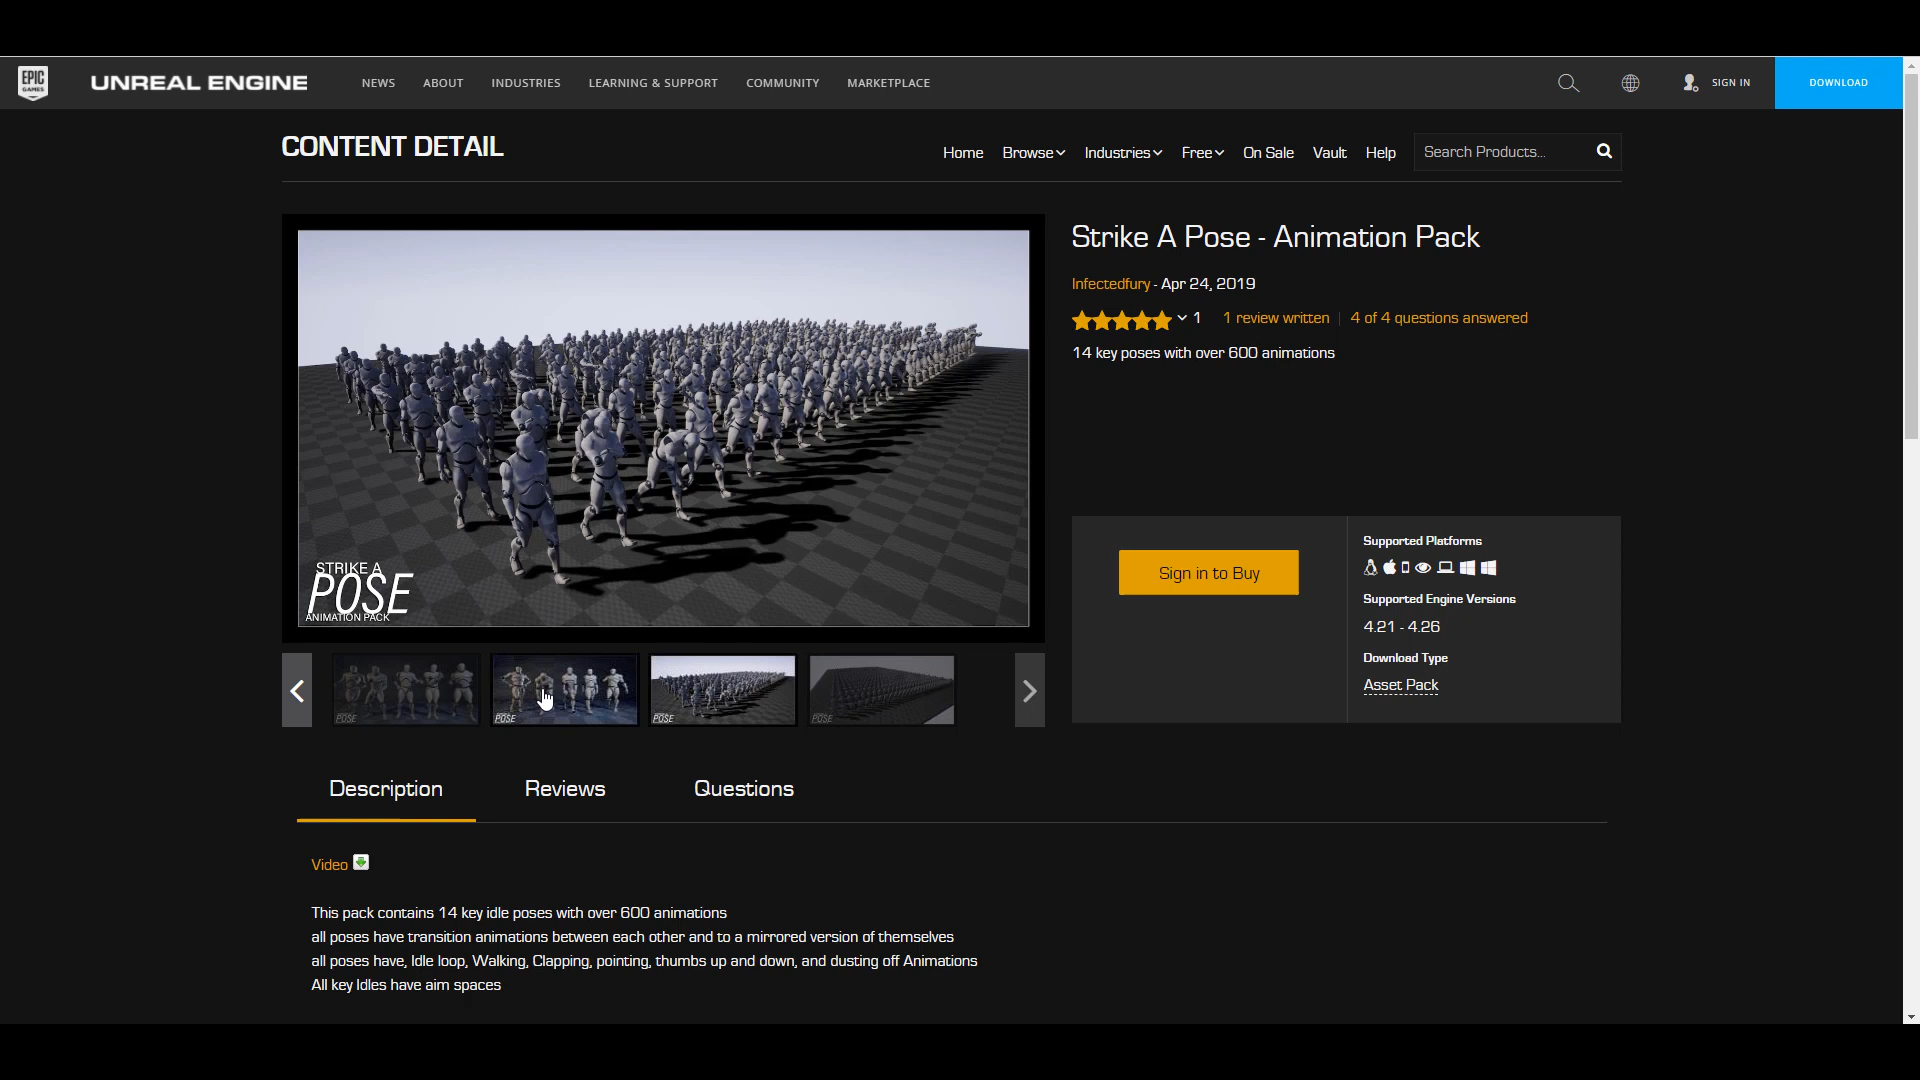 EPIC GAMES
UNREAL ENGINE
NEWS ABOUT INDUSTRIES LEARNING & SUPPORT COMMUNITY MARKETPLACE
SIGN IN
DOWNLOAD
CONTENT DETAIL
Home Browse Industries Free On Sale Vault Help
Search Products...
STRIKE A
POSE
ANIMATION PACK
Strike A Pose - Animation Pack
Infectedfury - Apr 24, 2019
1 1 review written 4 of 4 questions answered
14 key poses with over 600 animations
Sign in to Buy
Supported Platforms
Supported Engine Versions
4.21 - 4.26
Download Type
Asset Pack
POSE
POSE
POSE
POSE
Description Reviews Questions
Video
This pack contains 14 key idle poses with over 600 animations
all poses have transition animations between each other and to a mirrored version of themselves
all poses have, Idle loop, Walking, Clapping, pointing, thumbs up and down, and dusting off Animations
All key Idles have aim spaces